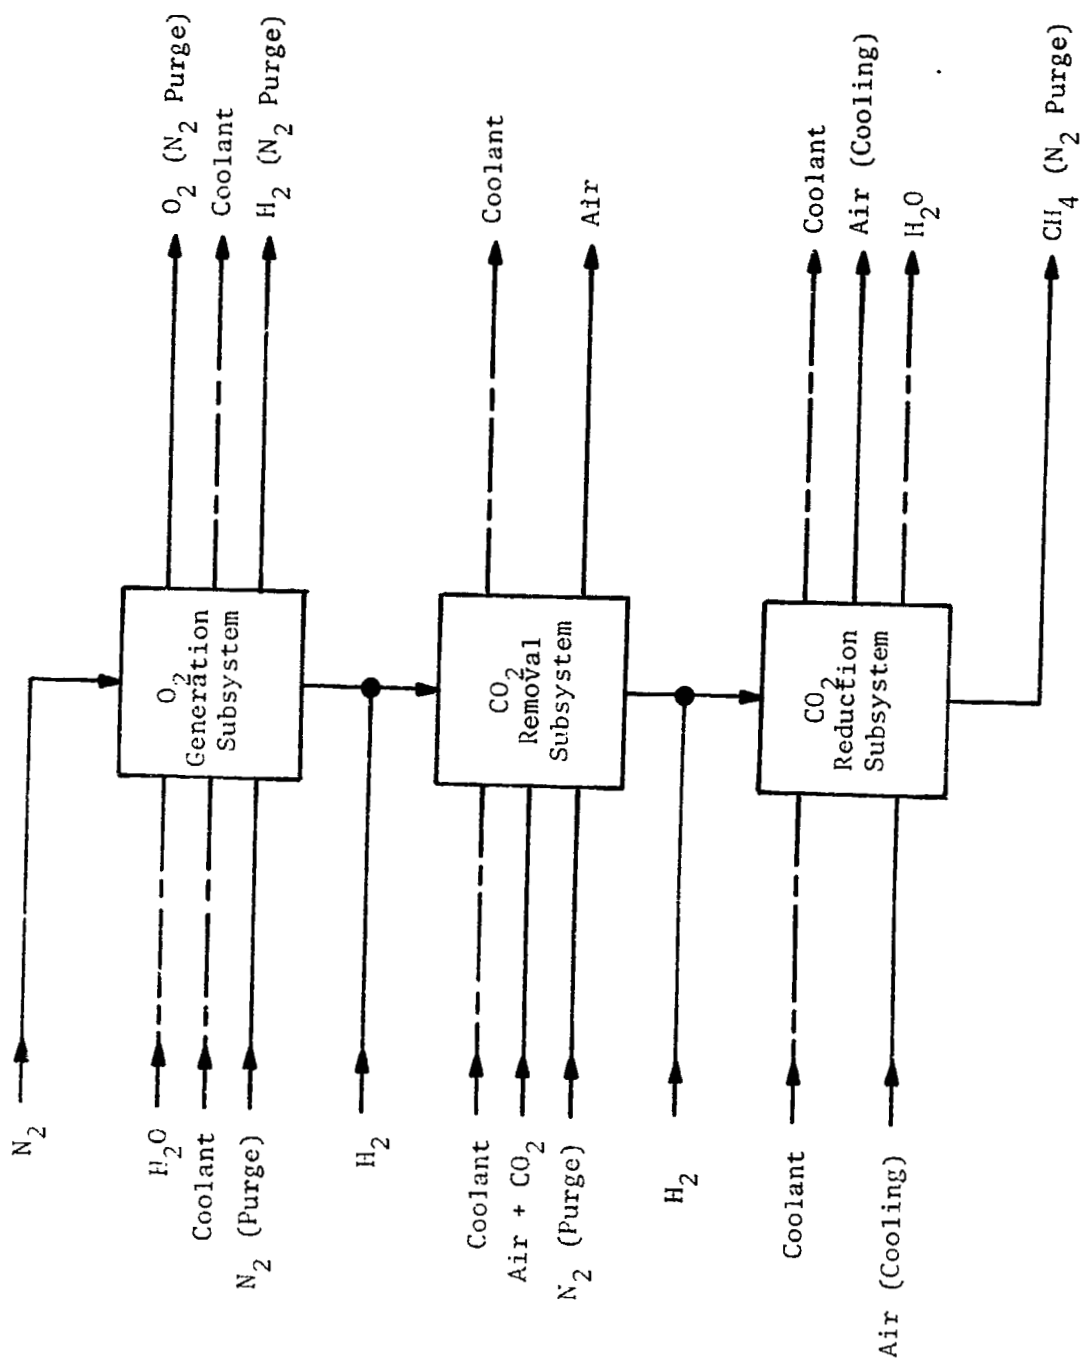 N2
H2O
Coolant
N2 (Purge)
H2
Coolant
Air + CO2
N2 (Purge)
H2
Coolant
Air (Cooling)
O2
Generation
Subsystem
CO2
Removal
Subsystem
CO2
Reduction
Subsystem
O2 (N2 Purge)
Coolant
H2 (N2 Purge)
Coolant
Air
Coolant
Air (Cooling)
H2O
CH4 (N2 Purge)